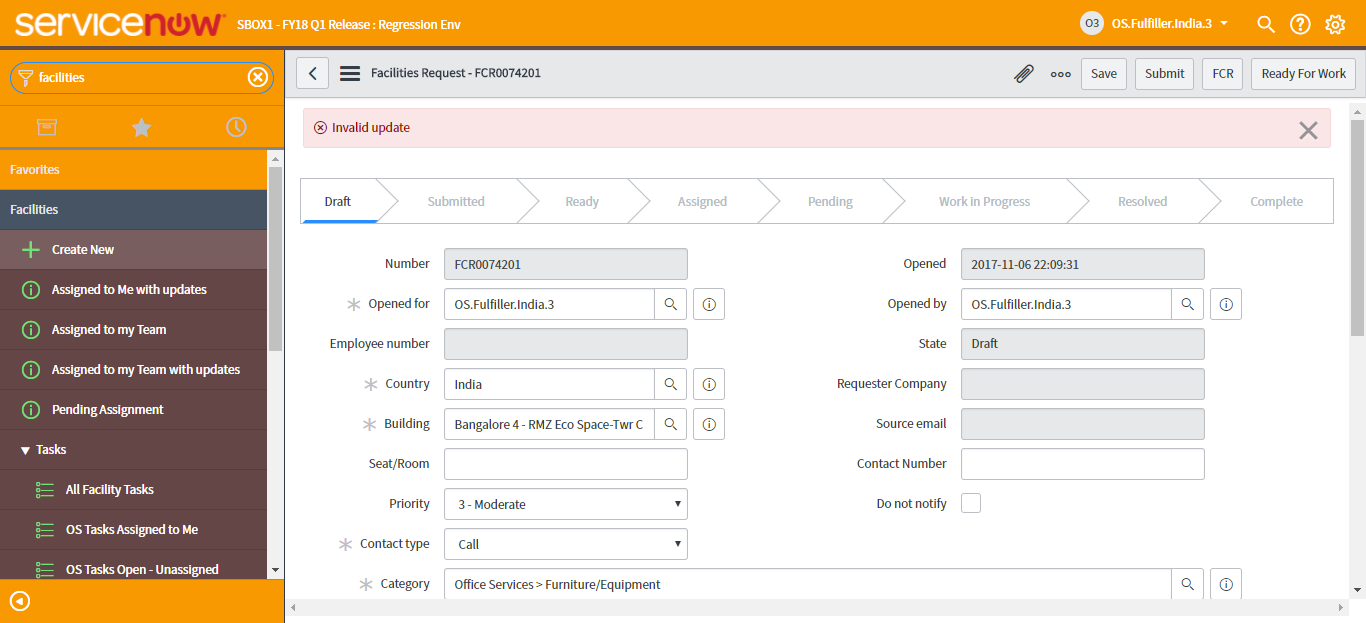 servicenow SBOX1 - FY18 Q1 Release : Regression Env O3 OS.Fulfiller.India.3
facilities
Facilities Request - FCR0074201 Save Submit FCR Ready For Work
Invalid update
Favorites
Facilities
Create New
Assigned to Me with updates
Assigned to my Team
Assigned to my Team with updates
Pending Assignment
Tasks
All Facility Tasks
OS Tasks Assigned to Me
OS Tasks Open - Unassigned
Draft Submitted Ready Assigned Pending Work in Progress Resolved Complete
Number FCR0074201 Opened 2017-11-06 22:09:31
Opened for OS.Fulfiller.India.3 Opened by OS.Fulfiller.India.3
Employee number State Draft
Country India Requester Company
Building Bangalore 4 - RMZ Eco Space-Twr C Source email
Seat/Room Contact Number
Priority 3 - Moderate Do not notify
Contact type Call
Category Office Services > Furniture/Equipment